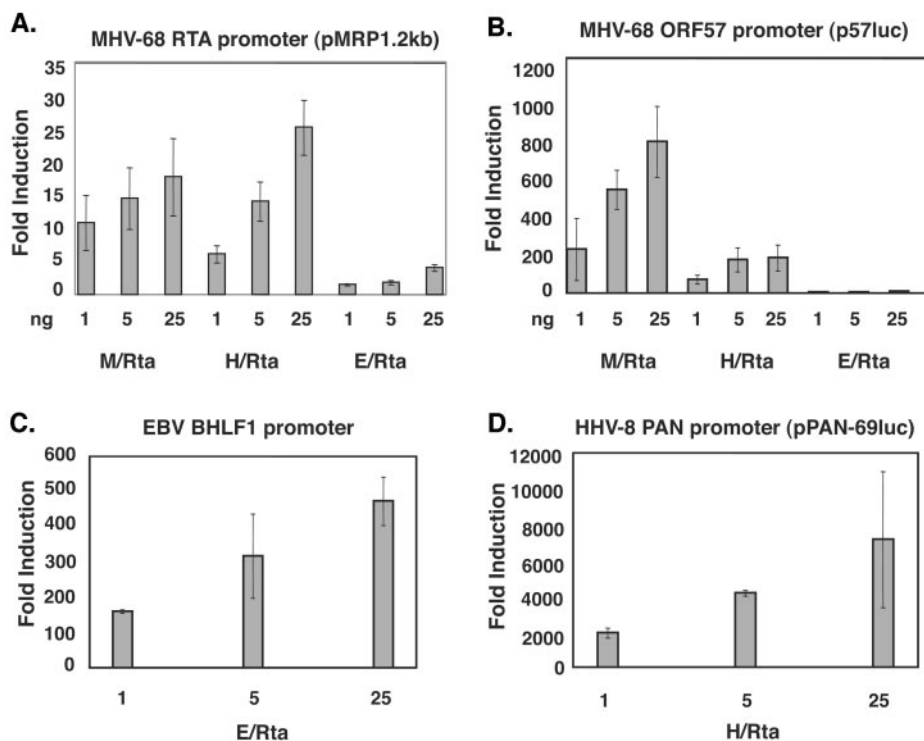 A.
MHV-68 RTA promoter (pMRP1.2kb)
Fold Induction
35
30
25
20
15
10
5
0
ng 1 5 25 1 5 25 1 5 25
M/Rta H/Rta E/Rta
B.
MHV-68 ORF57 promoter (p57luc)
Fold Induction
1200
1000
800
600
400
200
0
ng 1 5 25 1 5 25 1 5 25
M/Rta H/Rta E/Rta
C.
EBV BHLF1 promoter
Fold Induction
600
500
400
300
200
100
0
1 5 25
E/Rta
D.
HHV-8 PAN promoter (pPAN-69luc)
Fold Induction
12000
10000
8000
6000
4000
2000
0
1 5 25
H/Rta